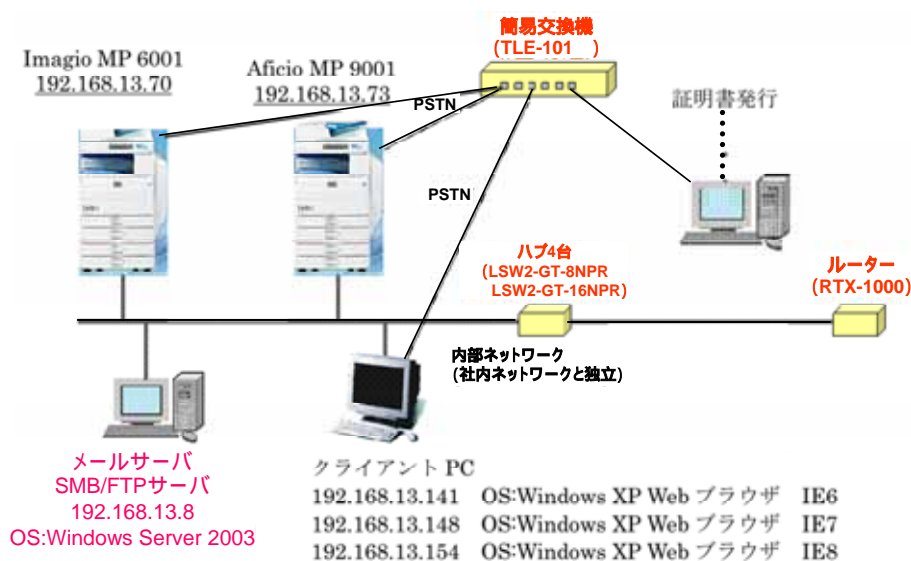 簡易交換機
(TLE-101 )
Imagio MP 6001
192.168.13.70
Aficio MP 9001
192.168.13.73
PSTN
証明書発行
PSTN
ハブ4台
(LSW2-GT-8NPR
LSW2-GT-16NPR)
ルーター
(RTX-1000)
内部ネットワーク
(社内ネットワークと独立)
メールサーバ
SMB/FTPサーバ
192.168.13.8
OS:Windows Server 2003
クライアント PC
192.168.13.141 OS:Windows XP Web ブラウザ IE6
192.168.13.148 OS:Windows XP Web ブラウザ IE7
192.168.13.154 OS:Windows XP Web ブラウザ IE8